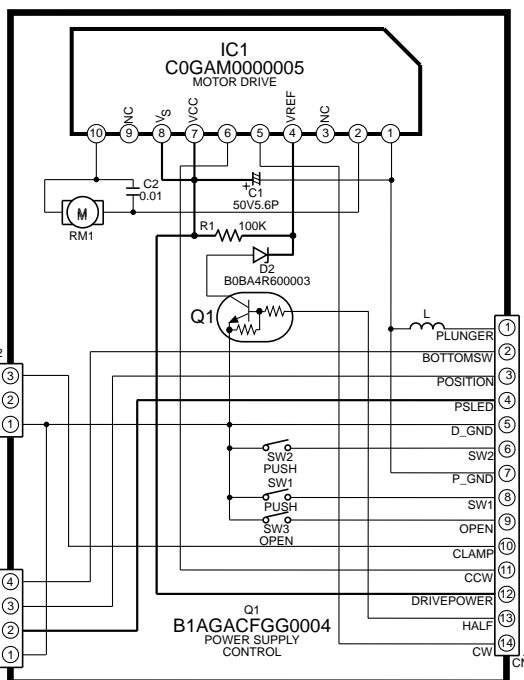 IC1
C0GAM0000005
MOTOR DRIVE
NC
VS
VCC
VREF
NC
10 9 8 7 6 5 4 3 2 1
C2
0.01
+
C1
50V5.6P
M
RM1
R1 100K
D2
B0BA4R600003
Q1
L
1
PLUNGER
2
BOTTOMSW
3
POSITION
4
PSLED
5
D_GND
6
SW2
7
P_GND
8
SW1
9
OPEN
10
CLAMP
11
CCW
12
DRIVEPOWER
13
HALF
14
CW
3
2
1
SW2
PUSH
SW1
PUSH
SW3
OPEN
4
3
2
1
Q1
B1AGACFGG0004
POWER SUPPLY
CONTROL